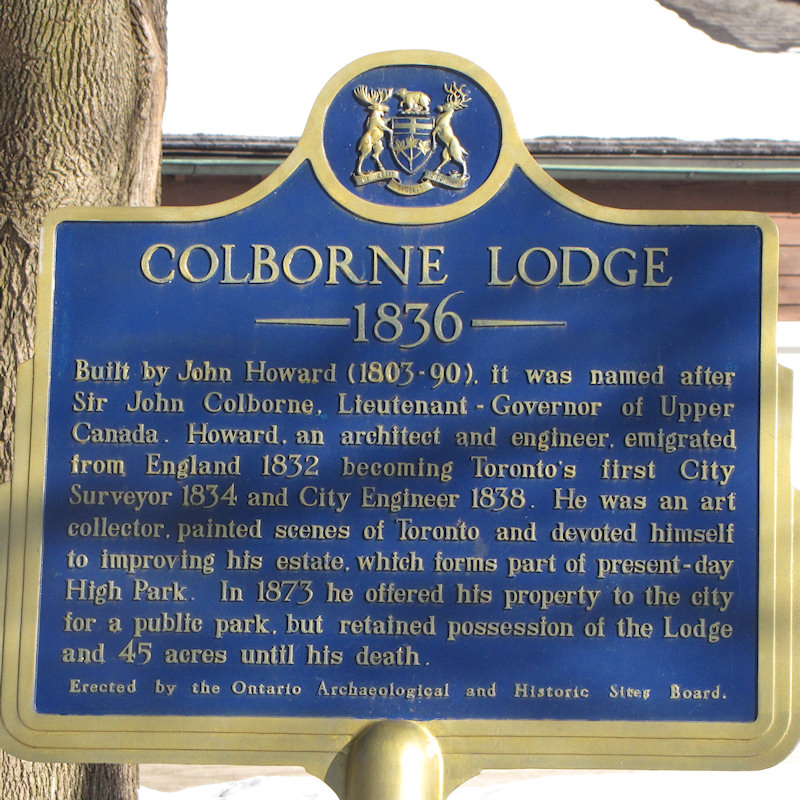 COLBORNE LODGE
1836
Built by John Howard (1803-90), it was named after
Sir John Colborne, Lieutenant-Governor of Upper
Canada. Howard, an architect and engineer, emigrated
from England 1832 becoming Toronto's first City
Surveyor 1834 and City Engineer 1838. He was an art
collector, painted scenes of Toronto and devoted himself
to improving his estate, which forms part of present-day
High Park. In 1873 he offered his property to the city
for a public park, but retained possession of the Lodge
and 45 acres until his death.
Erected by the Ontario Archaeological and Historic Sites Board.